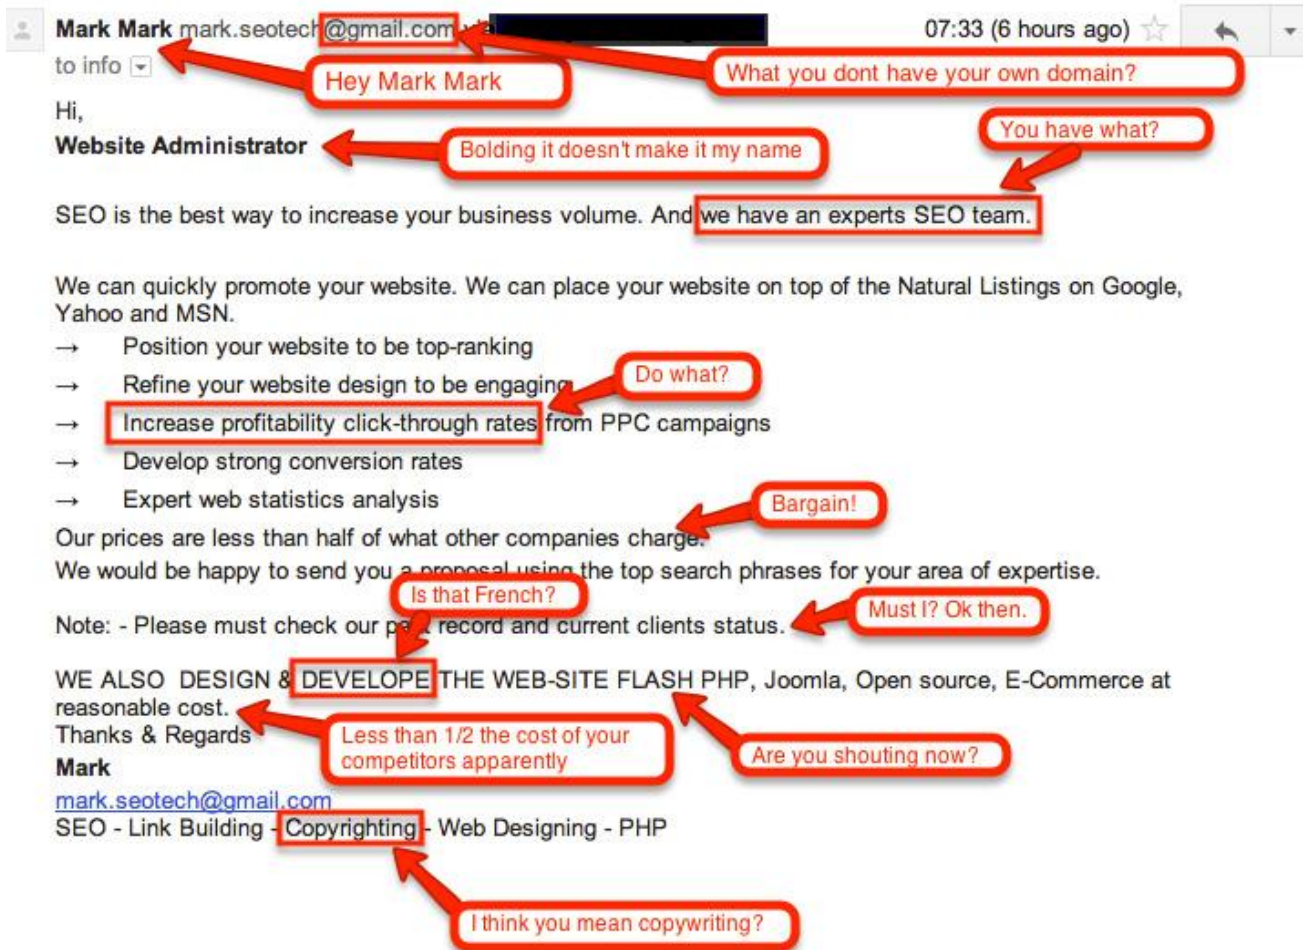 Mark Mark mark.seotech@gmail.com 07:33 (6 hours ago)
to info
Hey Mark Mark
What you dont have your own domain?
Hi,
You have what?
Website Administrator
Bolding it doesn't make it my name
SEO is the best way to increase your business volume. And we have an experts SEO team.
We can quickly promote your website. We can place your website on top of the Natural Listings on Google,
Yahoo and MSN.
→ Position your website to be top-ranking
Do what?
→ Refine your website design to be engaging
→ Increase profitability click-through rates from PPC campaigns
→ Develop strong conversion rates
→ Expert web statistics analysis
Bargain!
Our prices are less than half of what other companies charge.
We would be happy to send you a proposal using the top search phrases for your area of expertise.
Is that French?
Must I? Ok then.
Note: - Please must check our past record and current clients status.
WE ALSO DESIGN & DEVELOPE THE WEB-SITE FLASH PHP, Joomla, Open source, E-Commerce at
reasonable cost.
Thanks & Regards
Less than 1/2 the cost of your
competitors apparently
Are you shouting now?
Mark
mark.seotech@gmail.com
SEO - Link Building - Copyrighting - Web Designing - PHP
I think you mean copywriting?